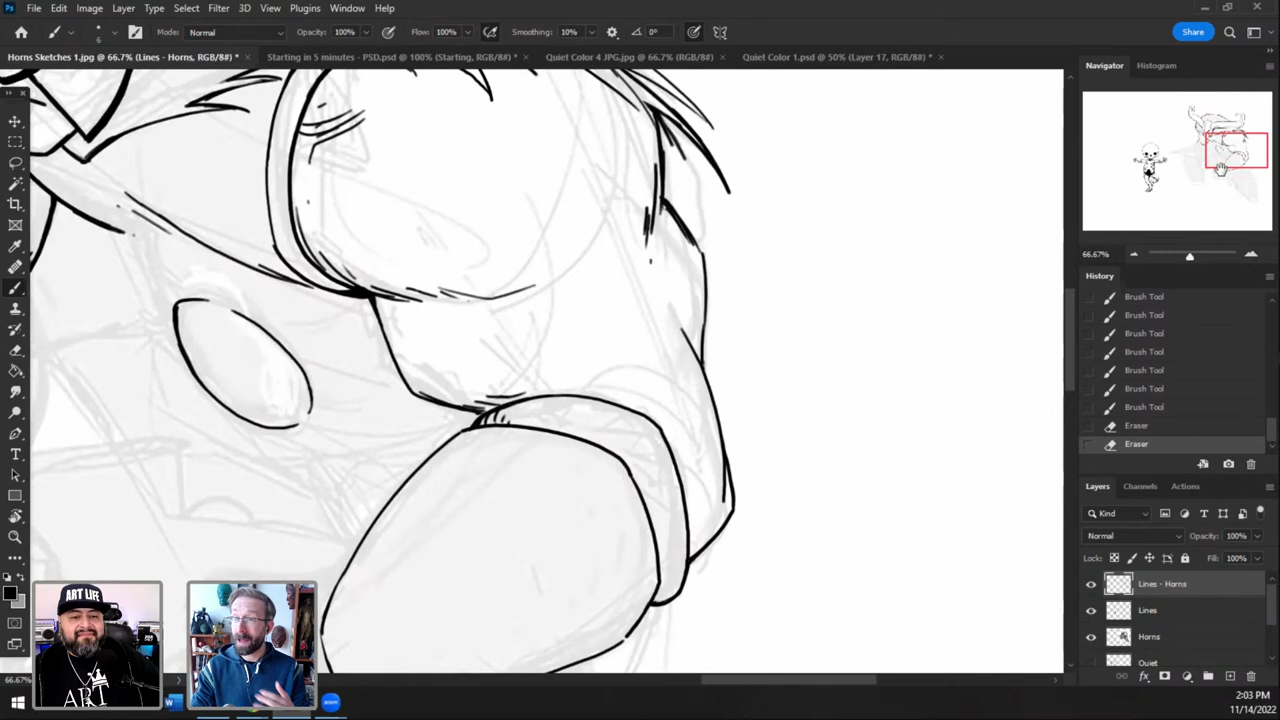 Ps File Edit Image Layer Type Select Filter 3D View Plugins Window Help
6 Mode: Normal Opacity: 100% Flow: 100% Smoothing: 10% 0° Share
Horns Sketches 1.jpg @ 66.7% (Lines - Horns, RGB/8#) * × Starting in 5 minutes - PSD.psd @ 100% (Starting, RGB/8#) * × Quiet Color 4 JPG.jpg @ 66.7% (RGB/8#) × Quiet Color 1.psd @ 50% (Layer 17, RGB/8#) * ×
Navigator Histogram
66.67%
History
Brush Tool
Brush Tool
Brush Tool
Brush Tool
Brush Tool
Brush Tool
Brush Tool
Eraser
Eraser
Layers Channels Actions
Kind
Normal Opacity: 100%
Lock: Fill: 100%
Lines - Horns
Lines
Horns
Quiet
fx
ART LIFE
ART
66.67%
W zoom
2:03 PM
11/14/2022